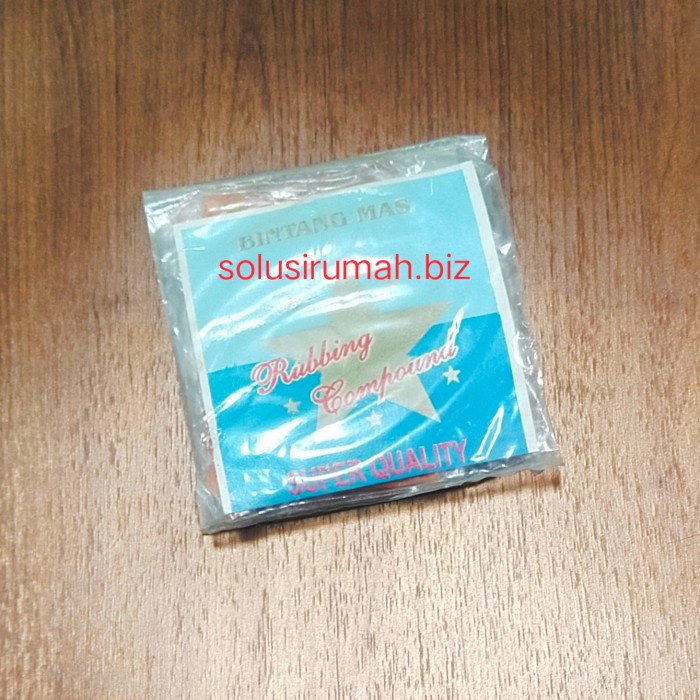 BINTANG MAS
solusirumah.biz
Rubbing
Compound
SUPER QUALITY